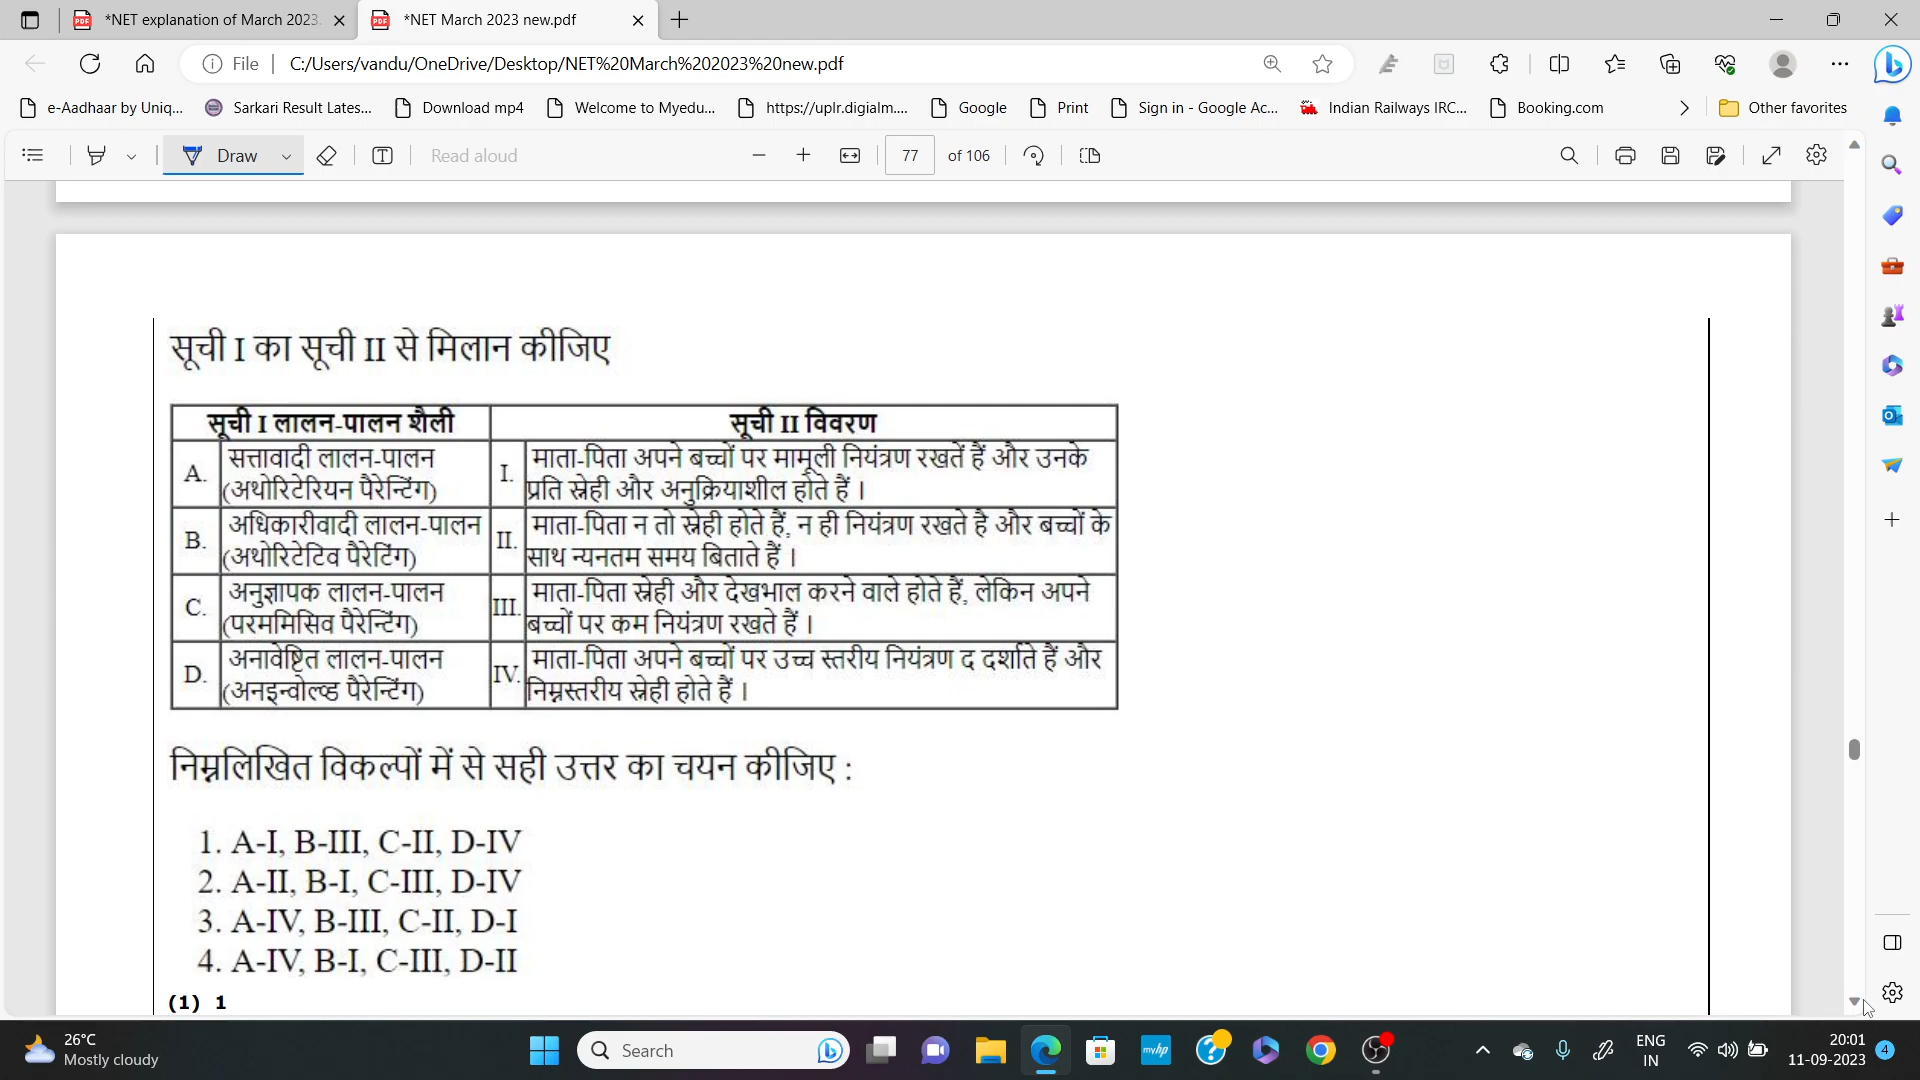 *NET explanation of March 2023.
*NET March 2023 new.pdf
File
C:/Users/vandu/OneDrive/Desktop/NET%20March%202023%20new.pdf
e-Aadhaar by Uniq...
Sarkari Result Lates...
Download mp4
Welcome to Myedu...
https://uplr.digialm....
Google
Print
Sign in - Google Ac...
Indian Railways IRC...
Booking.com
Other favorites
Draw
Read aloud
77
of 106
सूची I का सूची II से मिलान कीजिए
सूची I लालन-पालन शैली
सूची II विवरण
A.
सत्तावादी लालन-पालन
(अथोरिटेरियन पैरेन्टिंग)
I.
माता-पिता अपने बच्चों पर मामूली नियंत्रण रखतें हैं और उनके
प्रति स्नेही और अनुक्रियाशील होते हैं ।
B.
अधिकारीवादी लालन-पालन
(अथोरिटेटिव पैरेटिंग)
II.
माता-पिता न तो स्नेही होते हैं, न ही नियंत्रण रखते है और बच्चों के
साथ न्यनतम समय बिताते हैं ।
C.
अनुज्ञापक लालन-पालन
(परममिसिव पैरेन्टिंग)
III.
माता-पिता स्नेही और देखभाल करने वाले होते हैं, लेकिन अपने
बच्चों पर कम नियंत्रण रखते हैं ।
D.
अनावेष्टित लालन-पालन
(अनइन्वोल्व्ड पैरेन्टिंग)
IV.
माता-पिता अपने बच्चों पर उच्च स्तरीय नियंत्रण द दर्शाते हैं और
निम्नस्तरीय स्नेही होते हैं ।
निम्नलिखित विकल्पों में से सही उत्तर का चयन कीजिए :
1. A-I, B-III, C-II, D-IV
2. A-II, B-I, C-III, D-IV
3. A-IV, B-III, C-II, D-I
4. A-IV, B-I, C-III, D-II
(1) 1
26°C
Mostly cloudy
Search
myhp
ENG
IN
20:01
11-09-2023
4